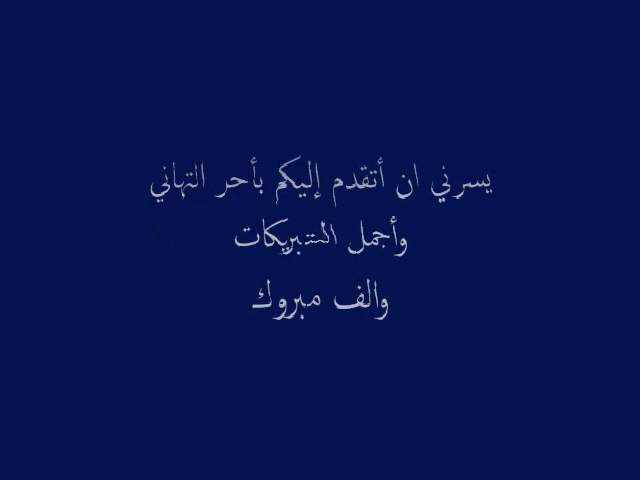 يسرني ان أتقدم إليكم بأحر التهاني
وأجمل التبريكات
والف مبروك